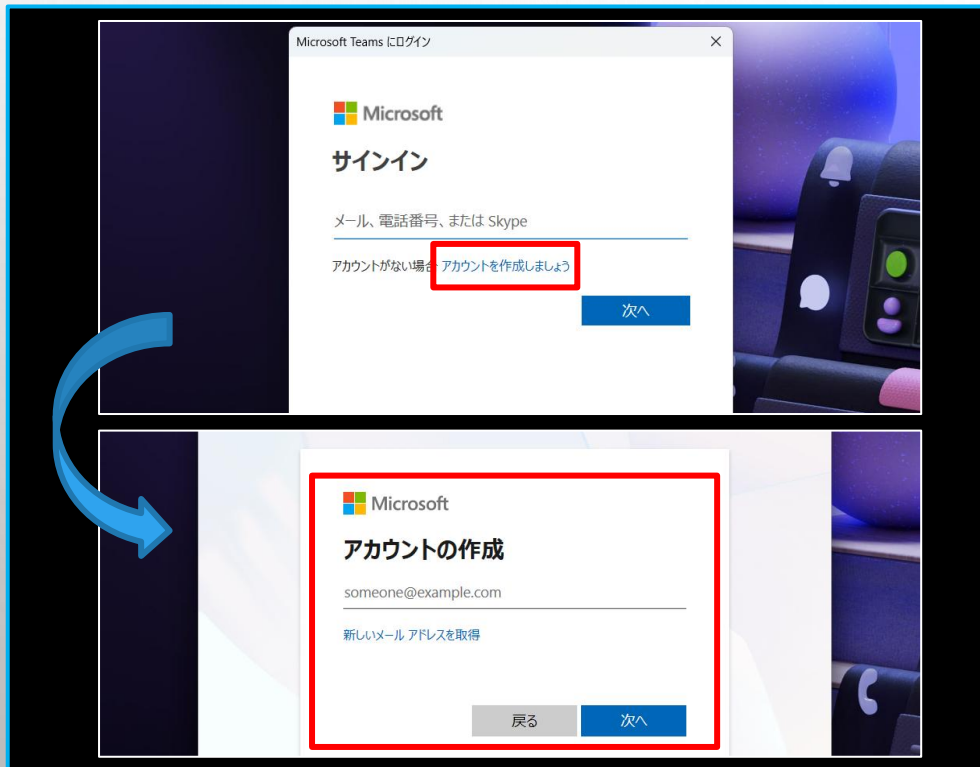 Microsoft Teams にログイン
Microsoft
サインイン
メール、電話番号、または Skype
アカウントがない場合 アカウントを作成しましょう
次へ
Microsoft
アカウントの作成
someone@example.com
新しいメール アドレスを取得
戻る
次へ